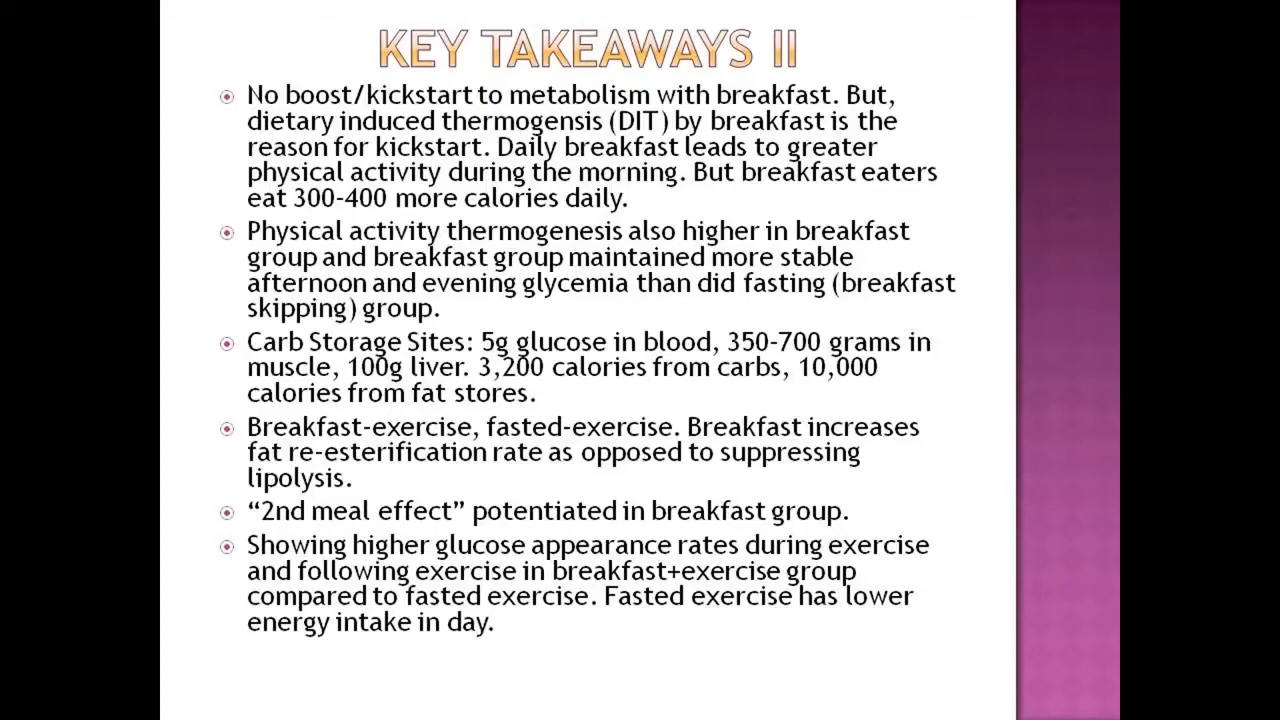 KEY TAKEAWAYS II
No boost/kickstart to metabolism with breakfast. But,
dietary induced thermogensis (DIT) by breakfast is the
reason for kickstart. Daily breakfast leads to greater
physical activity during the morning. But breakfast eaters
eat 300-400 more calories daily.
Physical activity thermogenesis also higher in breakfast
group and breakfast group maintained more stable
afternoon and evening glycemia than did fasting (breakfast
skipping) group.
Carb Storage Sites: 5g glucose in blood, 350-700 grams in
muscle, 100g liver. 3,200 calories from carbs, 10,000
calories from fat stores.
Breakfast-exercise, fasted-exercise. Breakfast increases
fat re-esterification rate as opposed to suppressing
lipolysis.
“2nd meal effect” potentiated in breakfast group.
Showing higher glucose appearance rates during exercise
and following exercise in breakfast+exercise group
compared to fasted exercise. Fasted exercise has lower
energy intake in day.